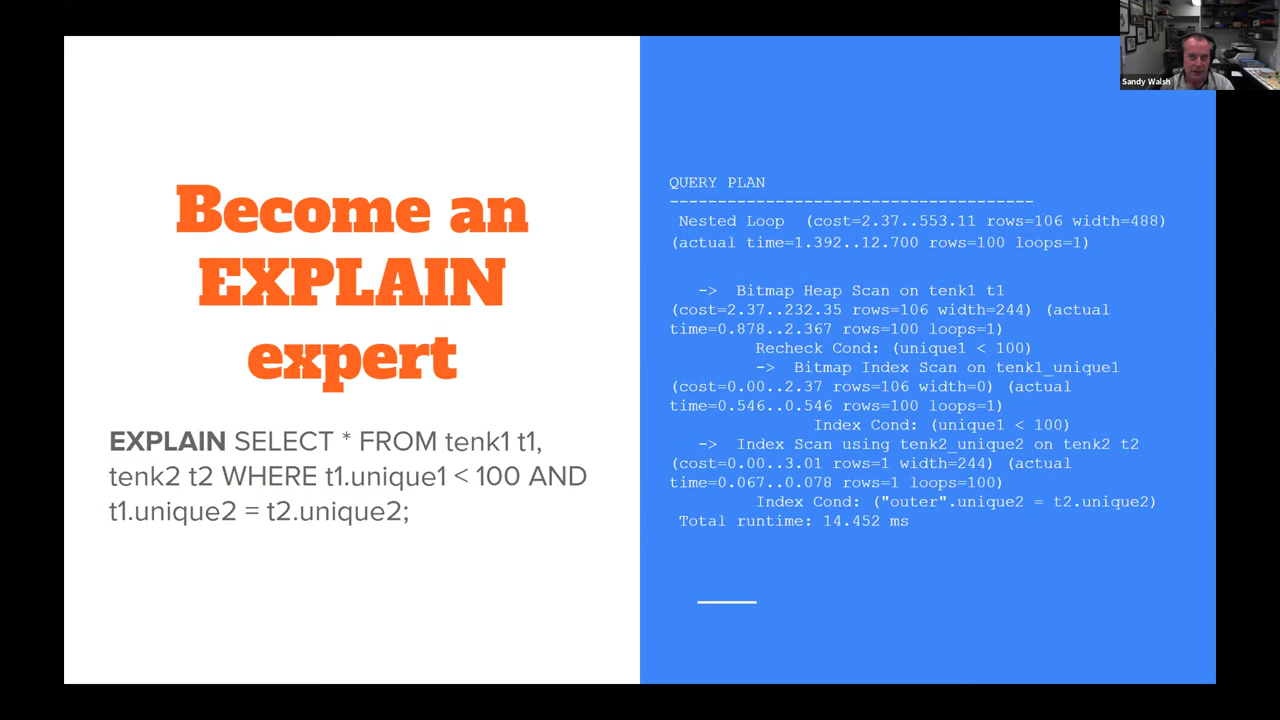 Become an
EXPLAIN
expert
EXPLAIN SELECT * FROM tenk1 t1,
tenk2 t2 WHERE t1.unique1 < 100 AND
t1.unique2 = t2.unique2;
QUERY PLAN
--------------------------------------
Nested Loop  (cost=2.37..553.11 rows=106 width=488)
(actual time=1.392..12.700 rows=100 loops=1)
->  Bitmap Heap Scan on tenk1 t1
(cost=2.37..232.35 rows=106 width=244) (actual
time=0.878..2.367 rows=100 loops=1)
Recheck Cond: (unique1 < 100)
->  Bitmap Index Scan on tenk1_unique1
(cost=0.00..2.37 rows=106 width=0) (actual
time=0.546..0.546 rows=100 loops=1)
Index Cond: (unique1 < 100)
->  Index Scan using tenk2_unique2 on tenk2 t2
(cost=0.00..3.01 rows=1 width=244) (actual
time=0.067..0.078 rows=1 loops=100)
Index Cond: ("outer".unique2 = t2.unique2)
Total runtime: 14.452 ms
Sandy Walsh